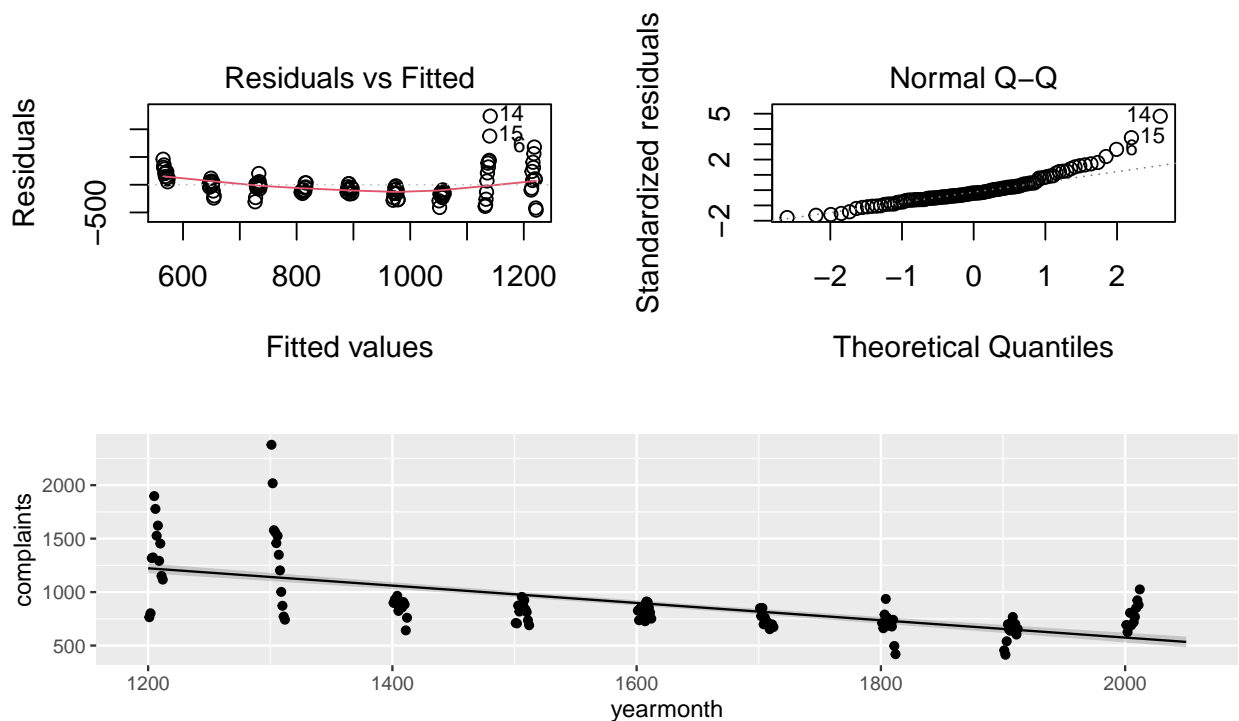 Residuals vs Fitted
Residuals
−500
14
15
6
600 800 1000 1200
Fitted values
Normal Q−Q
Standardized residuals
−2 2 5
14
15
6
−2 −1 0 1 2
Theoretical Quantiles
complaints
2000
1500
1000
500
1200 1400 1600 1800 2000
yearmonth